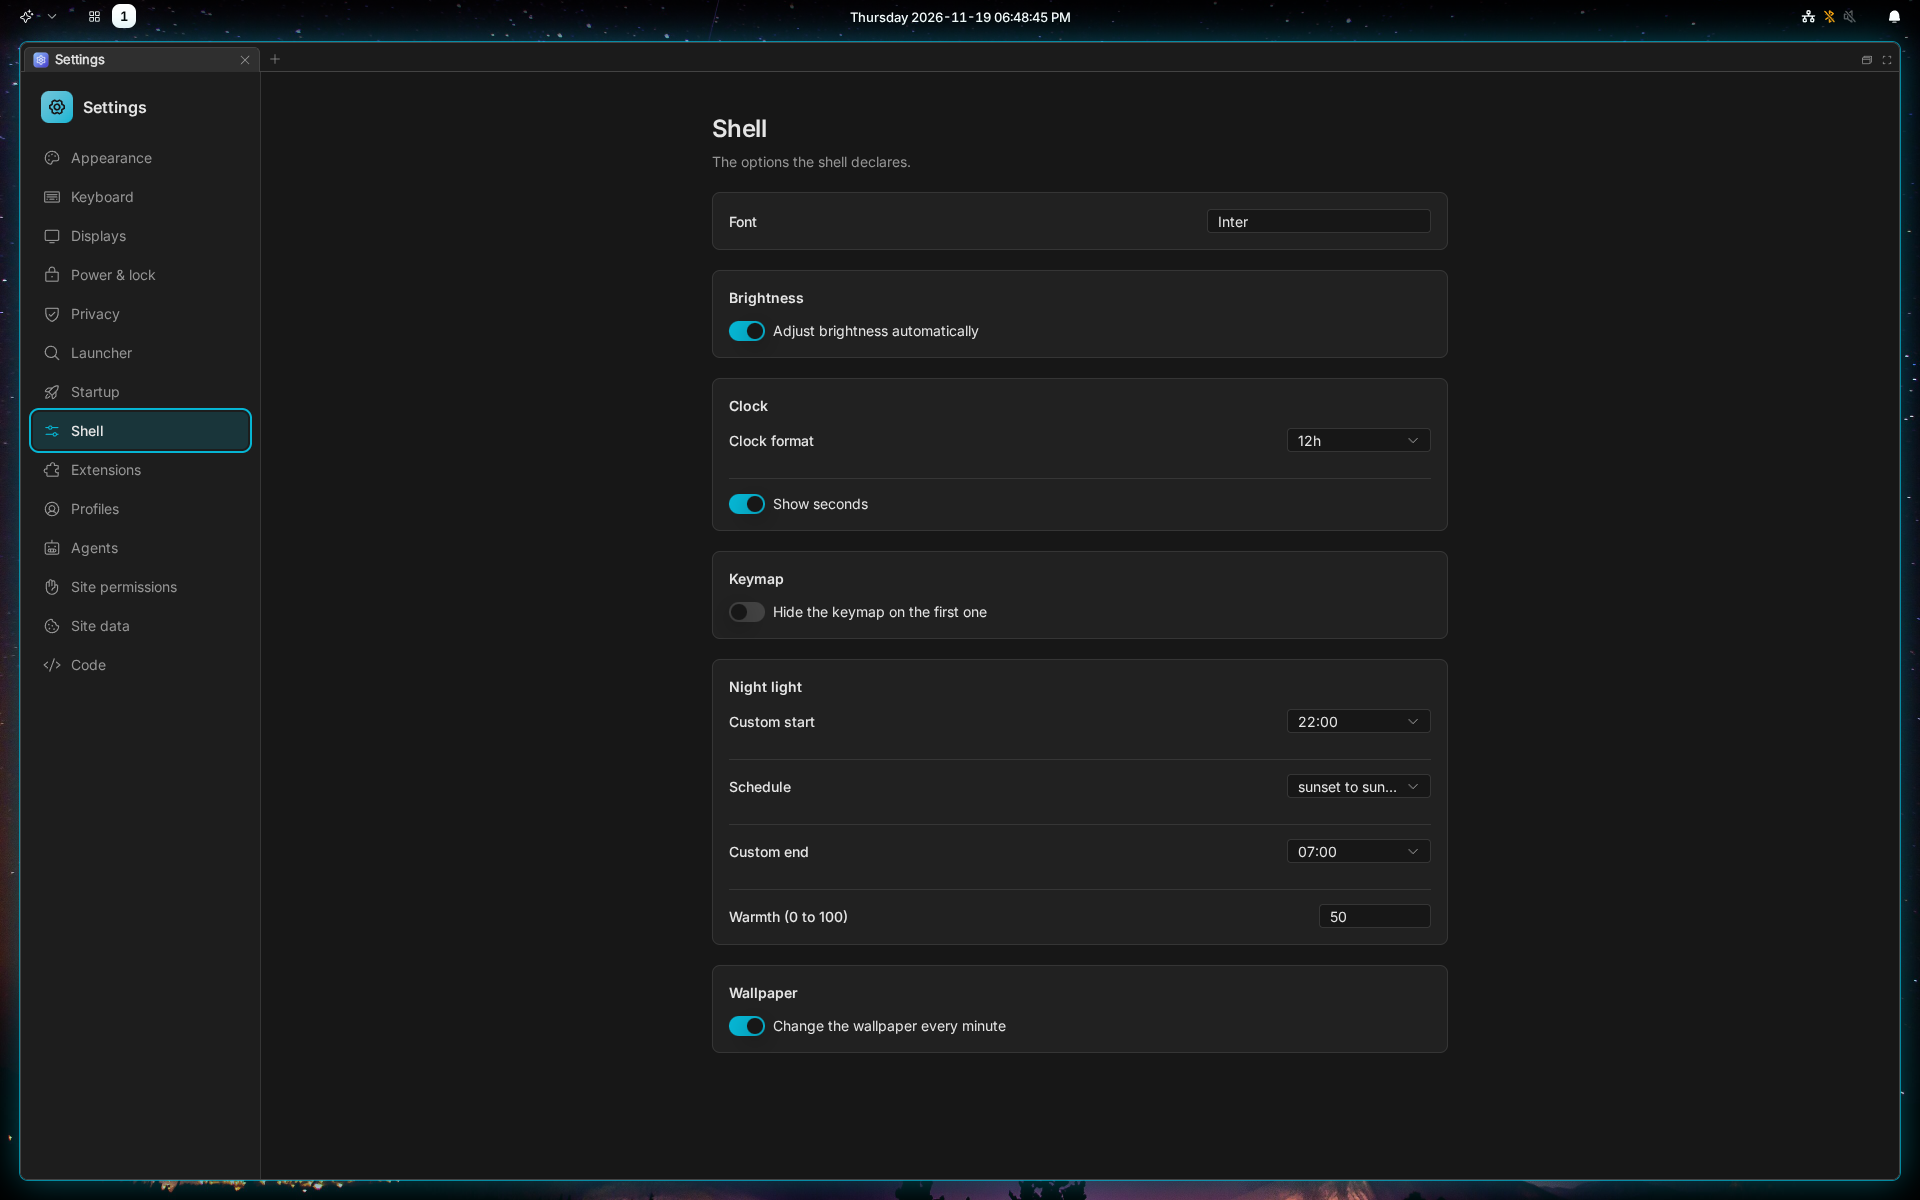 1
Thursday 2026-11-19 06:48:45 PM
Settings
Settings
Appearance
Keyboard
Displays
Power & lock
Privacy
Launcher
Startup
Shell
Extensions
Profiles
Agents
Site permissions
Site data
Code
Shell
The options the shell declares.
Font
Inter
Brightness
Adjust brightness automatically
Clock
Clock format
12h
Show seconds
Keymap
Hide the keymap on the first one
Night light
Custom start
22:00
Schedule
sunset to sun...
Custom end
07:00
Warmth (0 to 100)
50
Wallpaper
Change the wallpaper every minute